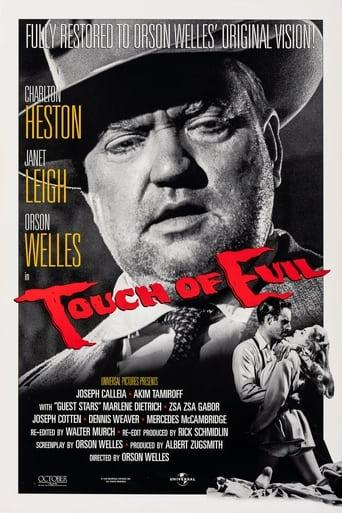 FULLY RESTORED TO ORSON WELLES' ORIGINAL VISION!
CHARLTON
HESTON
JANET
LEIGH
ORSON
WELLES
in
TOUCH OF EVIL
UNIVERSAL PICTURES PRESENTS
JOSEPH CALLEIA • AKIM TAMIROFF
WITH "GUEST STARS" MARLENE DIETRICH • ZSA ZSA GABOR
JOSEPH COTTEN • DENNIS WEAVER • MERCEDES McCAMBRIDGE
RE-EDITED BY WALTER MURCH • RE-EDIT PRODUCED BY RICK SCHMIDLIN
SCREENPLAY BY ORSON WELLES • PRODUCED BY ALBERT ZUGSMITH
DIRECTED BY ORSON WELLES
OCTOBER
UNIVERSAL